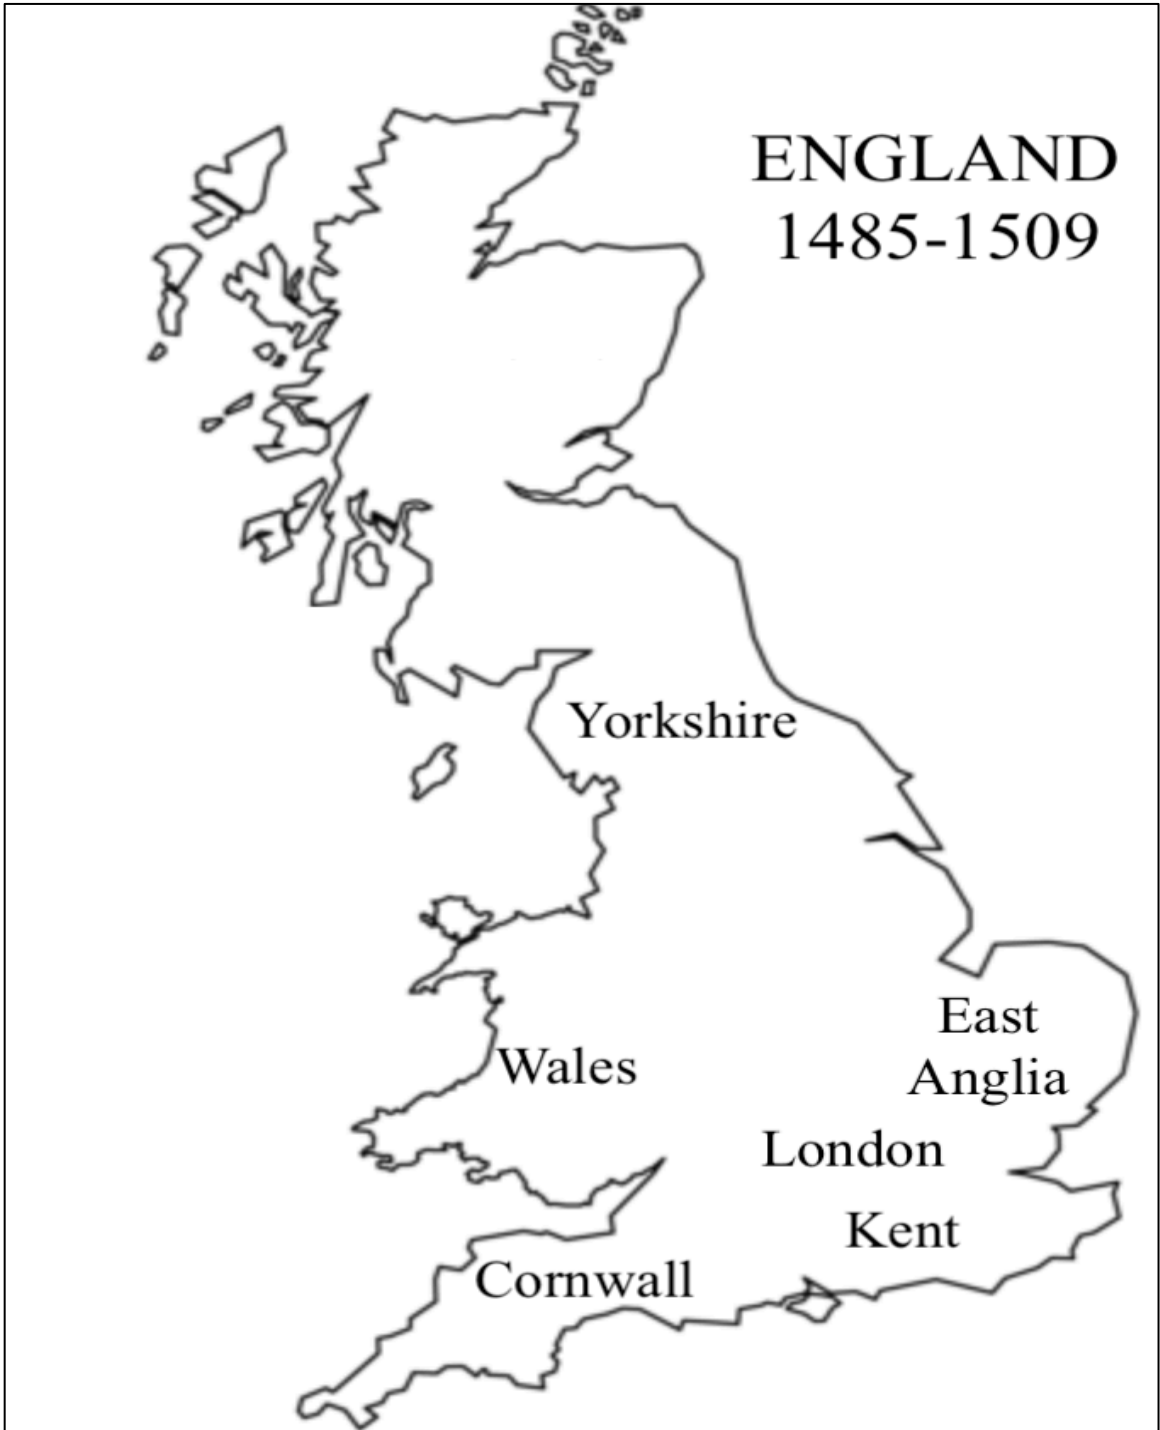 ENGLAND
1485-1509
Yorkshire
East
Anglia
Wales
London
Kent
Cornwall